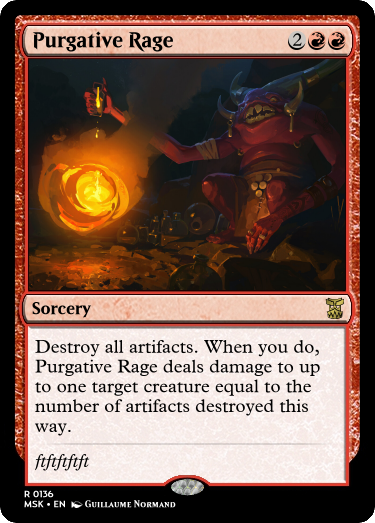 Purgative Rage 2
Sorcery
Destroy all artifacts. When you do,
Purgative Rage deals damage to up
to one target creature equal to the
number of artifacts destroyed this
way.
ftftftftft
R 0136
MSK • EN Guillaume Normand